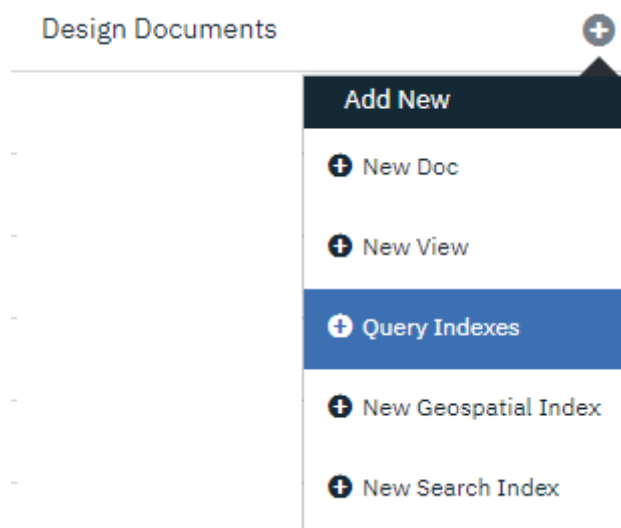 Design Documents
Add New
New Doc
New View
Query Indexes
New Geospatial Index
New Search Index